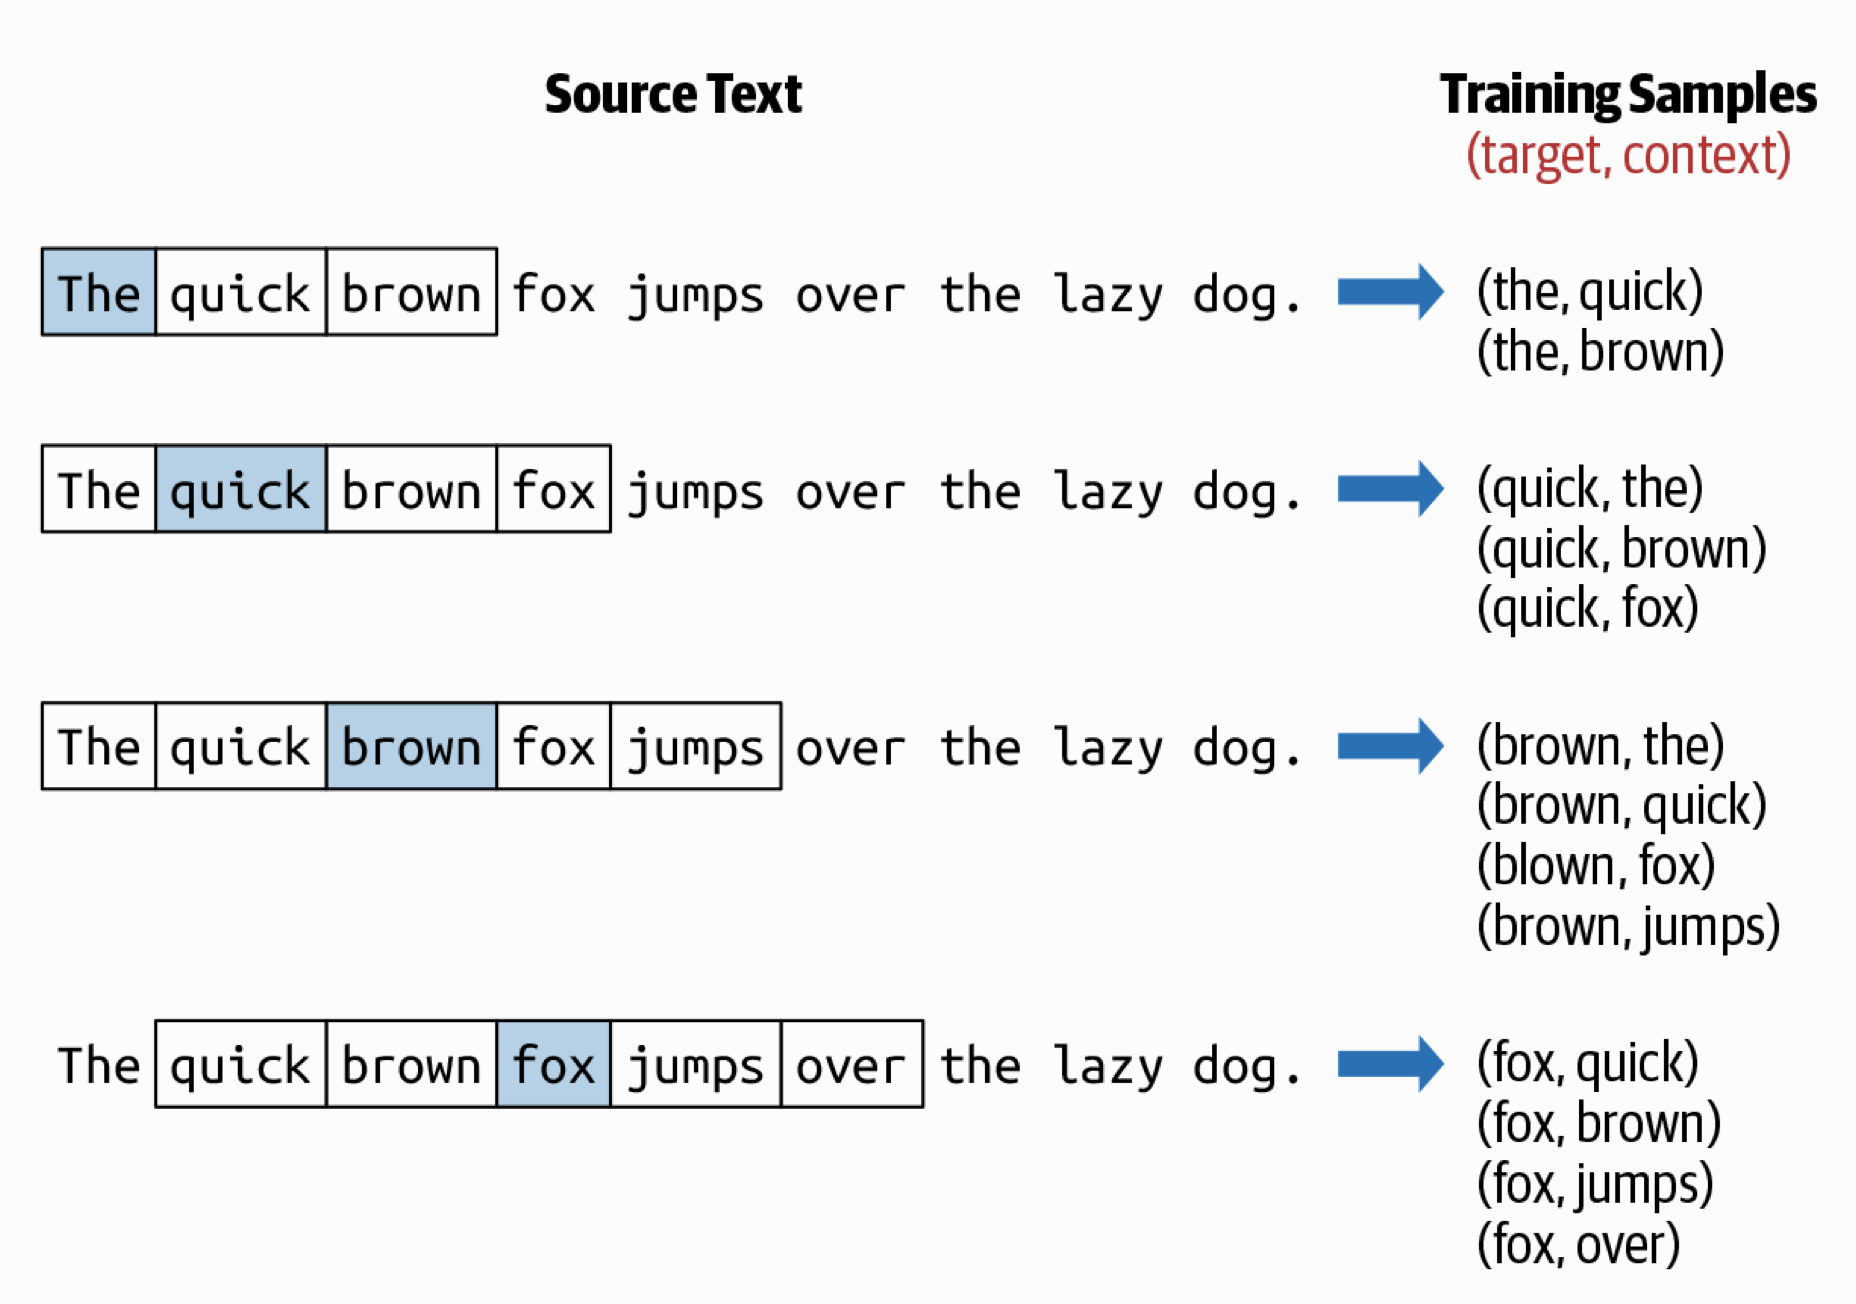 Source Text
Training Samples
(target, context)
The quick brown fox jumps over the lazy dog.
(the, quick)
(the, brown)
The quick brown fox jumps over the lazy dog.
(quick, the)
(quick, brown)
(quick, fox)
The quick brown fox jumps over the lazy dog.
(brown, the)
(brown, quick)
(blown, fox)
(brown, jumps)
The quick brown fox jumps over the lazy dog.
(fox, quick)
(fox, brown)
(fox, jumps)
(fox, over)